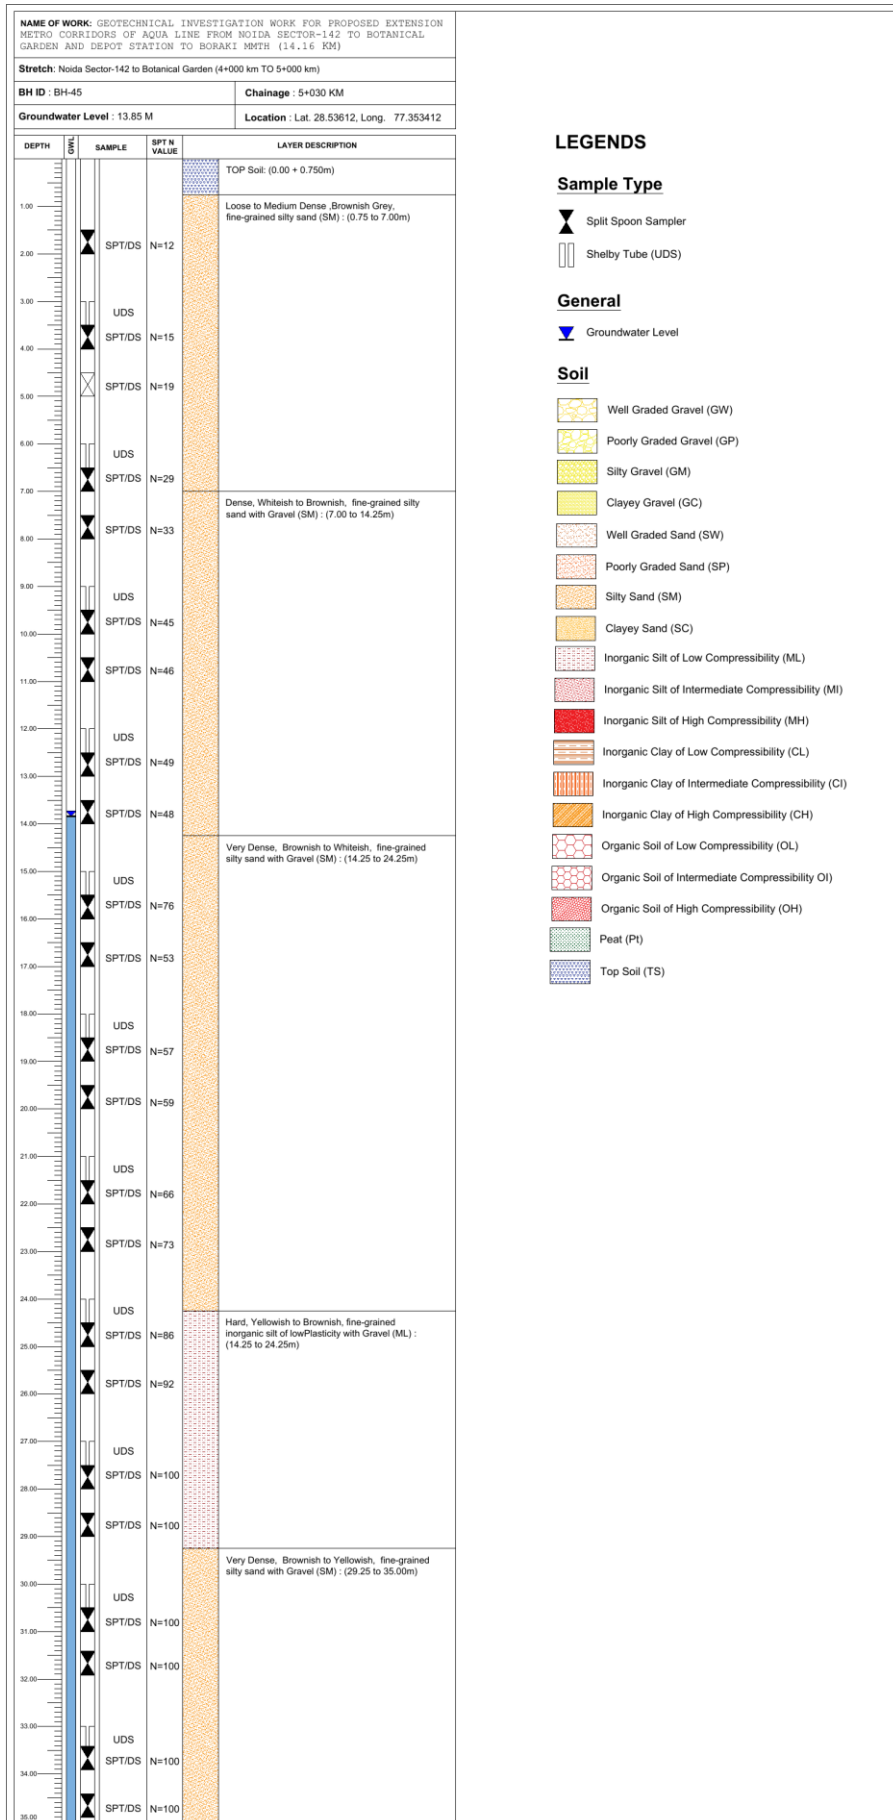 NAME OF WORK: GEOTECHNICAL INVESTIGATION WORK FOR PROPOSED EXTENSION
METRO CORRIDORS OF AQUA LINE FROM NOIDA SECTOR-142 TO BOTANICAL
GARDEN AND DEPOT STATION TO BORAKI MMTH (14.16 KM)
Stretch: Noida Sector-142 to Botanical Garden (4+000 km TO 5+000 km)
BH ID : BH-45
Chainage : 5+030 KM
Groundwater Level : 13.85 M
Location : Lat. 28.53612, Long. 77.353412
DEPTH
GWL
SAMPLE
SPT N
VALUE
LAYER DESCRIPTION
TOP Soil: (0.00 + 0.750m)
1.00
Loose to Medium Dense ,Brownish Grey,
fine-grained silty sand (SM) : (0.75 to 7.00m)
SPT/DS N=12
2.00
3.00
UDS
SPT/DS N=15
4.00
SPT/DS N=19
5.00
6.00
UDS
SPT/DS N=29
7.00
Dense, Whiteish to Brownish, fine-grained silty
sand with Gravel (SM) : (7.00 to 14.25m)
SPT/DS N=33
8.00
9.00
UDS
SPT/DS N=45
10.00
SPT/DS N=46
11.00
12.00
UDS
SPT/DS N=49
13.00
SPT/DS N=48
14.00
Very Dense, Brownish to Whiteish, fine-grained
silty sand with Gravel (SM) : (14.25 to 24.25m)
15.00
UDS
SPT/DS N=76
16.00
SPT/DS N=53
17.00
18.00
UDS
SPT/DS N=57
19.00
SPT/DS N=59
20.00
21.00
UDS
SPT/DS N=66
22.00
SPT/DS N=73
23.00
24.00
UDS
Hard, Yellowish to Brownish, fine-grained
inorganic silt of lowPlasticity with Gravel (ML) :
(14.25 to 24.25m)
SPT/DS N=86
25.00
SPT/DS N=92
26.00
27.00
UDS
SPT/DS N=100
28.00
SPT/DS N=100
29.00
Very Dense, Brownish to Yellowish, fine-grained
silty sand with Gravel (SM) : (29.25 to 35.00m)
30.00
UDS
SPT/DS N=100
31.00
SPT/DS N=100
32.00
33.00
UDS
SPT/DS N=100
34.00
SPT/DS N=100
35.00
LEGENDS
Sample Type
Split Spoon Sampler
Shelby Tube (UDS)
General
Groundwater Level
Soil
Well Graded Gravel (GW)
Poorly Graded Gravel (GP)
Silty Gravel (GM)
Clayey Gravel (GC)
Well Graded Sand (SW)
Poorly Graded Sand (SP)
Silty Sand (SM)
Clayey Sand (SC)
Inorganic Silt of Low Compressibility (ML)
Inorganic Silt of Intermediate Compressibility (MI)
Inorganic Silt of High Compressibility (MH)
Inorganic Clay of Low Compressibility (CL)
Inorganic Clay of Intermediate Compressibility (CI)
Inorganic Clay of High Compressibility (CH)
Organic Soil of Low Compressibility (OL)
Organic Soil of Intermediate Compressibility OI)
Organic Soil of High Compressibility (OH)
Peat (Pt)
Top Soil (TS)